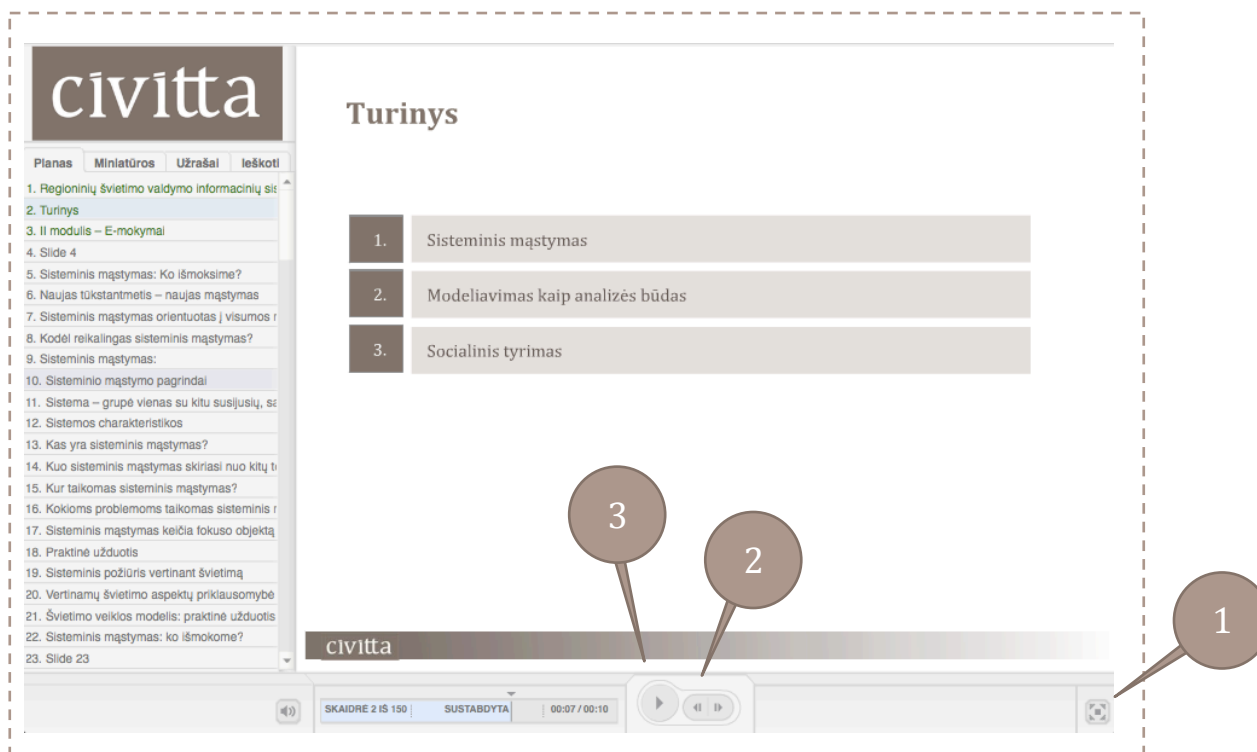 civitta
Turinys
Planas Miniatūros Užrašai Ieškoti
1. Regioninių švietimo valdymo informacinių sis
2. Turinys
3. II modulis – E-mokymai
4. Slide 4
5. Sisteminis mąstymas: Ko išmoksime?
6. Naujas tūkstantmetis – naujas mąstymas
7. Sisteminis mąstymas orientuotas į visumos r
8. Kodėl reikalingas sisteminis mąstymas?
9. Sisteminis mąstymas:
10. Sisteminio mąstymo pagrindai
11. Sistema – grupė vienas su kitu susijusių, sa
12. Sistemos charakteristikos
13. Kas yra sisteminis mąstymas?
14. Kuo sisteminis mąstymas skiriasi nuo kitų te
15. Kur taikomas sisteminis mąstymas?
16. Kokioms problemoms taikomas sisteminis r
17. Sisteminis mąstymas keičia fokuso objektą
18. Praktinė užduotis
19. Sisteminis požiūris vertinant švietimą
20. Vertinamų švietimo aspektų priklausomybė
21. Švietimo veiklos modelis: praktinė užduotis
22. Sisteminis mąstymas: ko išmokome?
23. Slide 23
1. Sisteminis mąstymas
2. Modeliavimas kaip analizės būdas
3. Socialinis tyrimas
3
2
1
civitta
SKAIDRĖ 2 IŠ 150 SUSTABDYTA 00:07 / 00:10